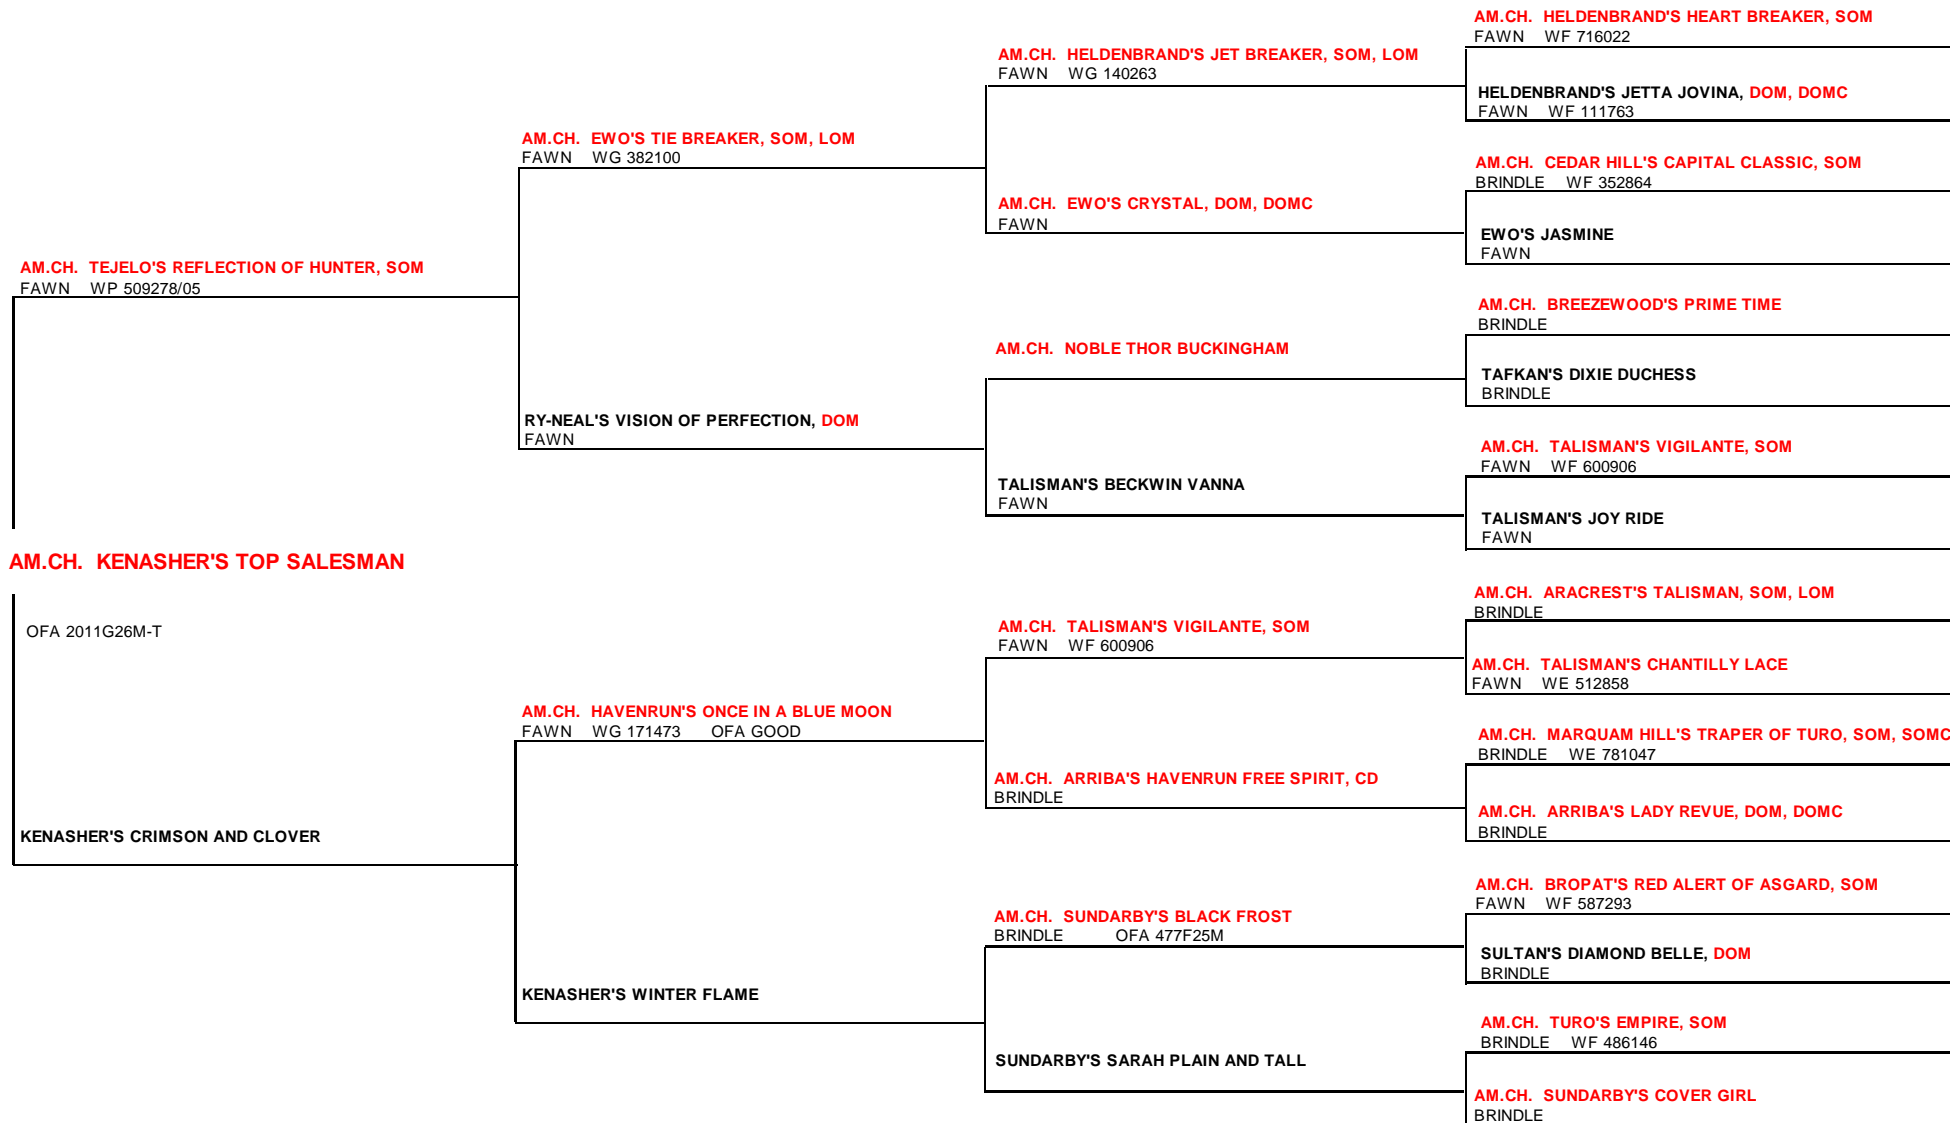 AM.CH. HELDENBRAND'S HEART BREAKER, SOM
FAWN WF 716022
AM.CH. HELDENBRAND'S JET BREAKER, SOM, LOM
FAWN WG 140263
HELDENBRAND'S JETTA JOVINA, DOM, DOMC
FAWN WF 111763
AM.CH. EWO'S TIE BREAKER, SOM, LOM
FAWN WG 382100
AM.CH. CEDAR HILL'S CAPITAL CLASSIC, SOM
BRINDLE WF 352864
AM.CH. EWO'S CRYSTAL, DOM, DOMC
FAWN
EWO'S JASMINE
FAWN
AM.CH. TEJELO'S REFLECTION OF HUNTER, SOM
FAWN WP 509278/05
AM.CH. BREEZEWOOD'S PRIME TIME
BRINDLE
AM.CH. NOBLE THOR BUCKINGHAM
TAFKAN'S DIXIE DUCHESS
BRINDLE
RY-NEAL'S VISION OF PERFECTION, DOM
FAWN
AM.CH. TALISMAN'S VIGILANTE, SOM
FAWN WF 600906
TALISMAN'S BECKWIN VANNA
FAWN
TALISMAN'S JOY RIDE
FAWN
AM.CH. KENASHER'S TOP SALESMAN
OFA 2011G26M-T
AM.CH. ARACREST'S TALISMAN, SOM, LOM
BRINDLE
AM.CH. TALISMAN'S VIGILANTE, SOM
FAWN WF 600906
AM.CH. TALISMAN'S CHANTILLY LACE
FAWN WE 512858
AM.CH. HAVENRUN'S ONCE IN A BLUE MOON
FAWN WG 171473 OFA GOOD
AM.CH. MARQUAM HILL'S TRAPER OF TURO, SOM, SOMC
BRINDLE WE 781047
AM.CH. ARRIBA'S HAVENRUN FREE SPIRIT, CD
BRINDLE
AM.CH. ARRIBA'S LADY REVUE, DOM, DOMC
BRINDLE
KENASHER'S CRIMSON AND CLOVER
AM.CH. BROPAT'S RED ALERT OF ASGARD, SOM
FAWN WF 587293
AM.CH. SUNDARBY'S BLACK FROST
BRINDLE OFA 477F25M
SULTAN'S DIAMOND BELLE, DOM
BRINDLE
KENASHER'S WINTER FLAME
AM.CH. TURO'S EMPIRE, SOM
BRINDLE WF 486146
SUNDARBY'S SARAH PLAIN AND TALL
AM.CH. SUNDARBY'S COVER GIRL
BRINDLE